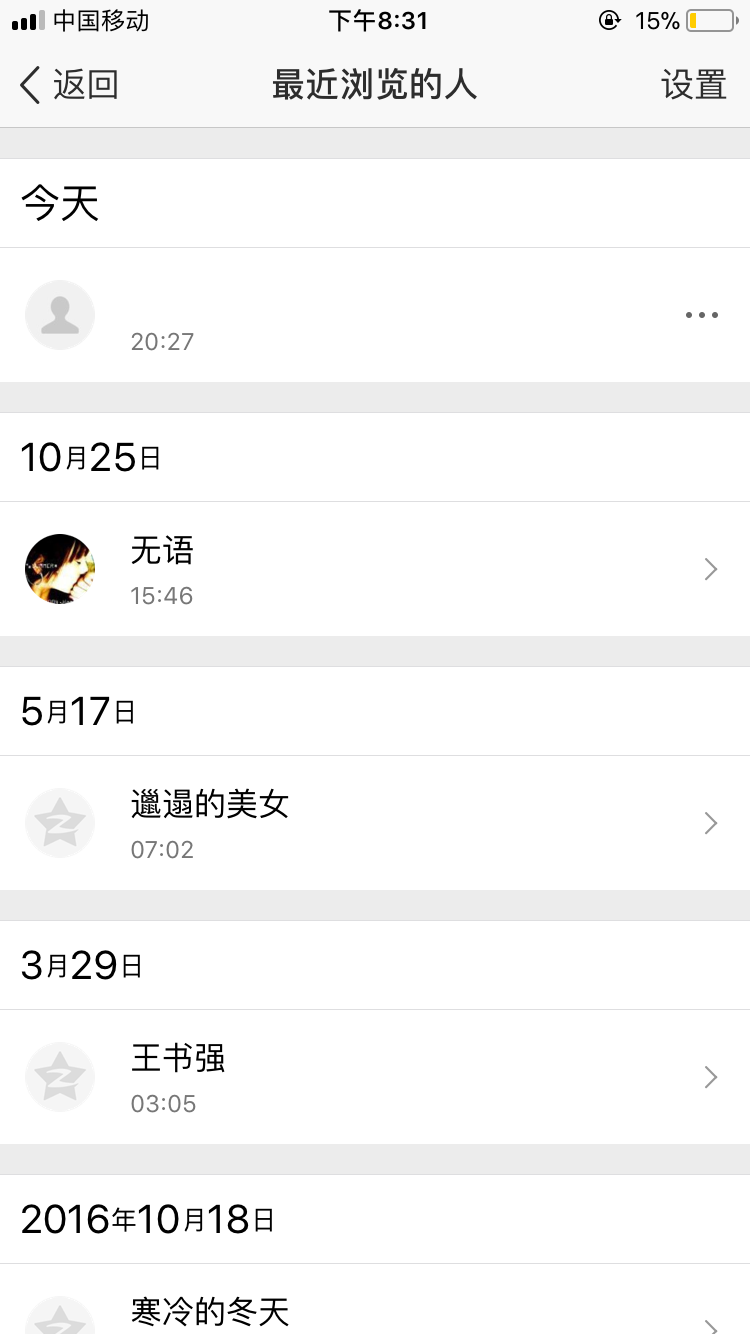 中国移动 下午8:31 15%
返回 最近浏览的人 设置
今天
20:27
10月25日
无语
15:46
5月17日
邋遢的美女
07:02
3月29日
王书强
03:05
2016年10月18日
寒冷的冬天